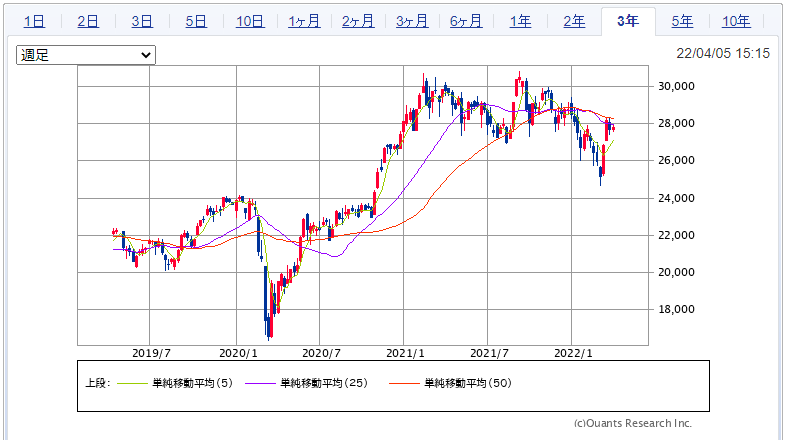 1日 2日 3日 5日 10日 1ヶ月 2ヶ月 3ヶ月 6ヶ月 1年 2年 3年 5年 10年
週足 22/04/05 15:15
30,000
28,000
26,000
24,000
22,000
20,000
18,000
2019/7 2020/1 2020/7 2021/1 2021/7 2022/1
上段: 単純移動平均(5) 単純移動平均(25) 単純移動平均(50)
(c)Quants Research Inc.